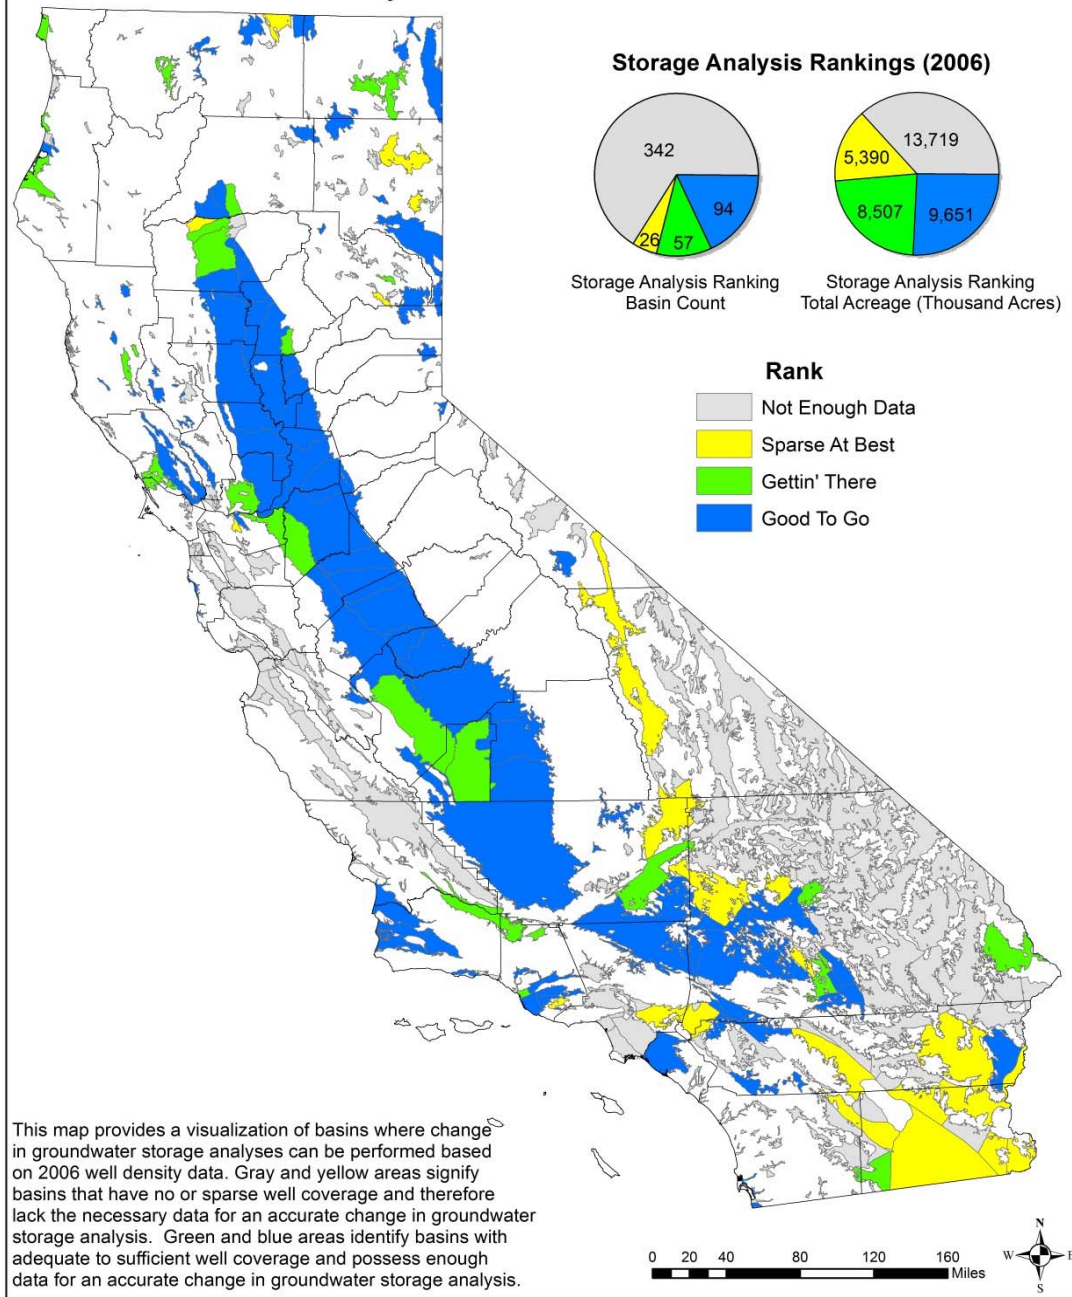 Storage Analysis Rankings (2006)
342
94
57
26
13,719
9,651
8,507
5,390
Storage Analysis Ranking
Basin Count
Storage Analysis Ranking
Total Acreage (Thousand Acres)
Rank
Not Enough Data
Sparse At Best
Gettin' There
Good To Go
This map provides a visualization of basins where change
in groundwater storage analyses can be performed based
on 2006 well density data. Gray and yellow areas signify
basins that have no or sparse well coverage and therefore
lack the necessary data for an accurate change in groundwater
storage analysis. Green and blue areas identify basins with
adequate to sufficient well coverage and possess enough
data for an accurate change in groundwater storage analysis.
0 20 40 80 120 160
Miles
N
W E
S